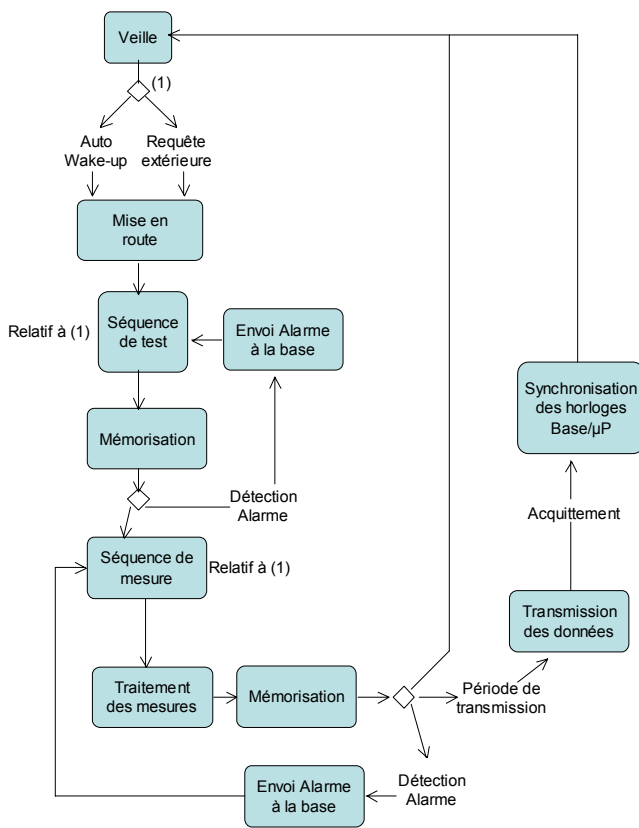 Veille
(1)
Auto
Wake-up
Requête
extérieure
Mise en
route
Relatif à (1)
Séquence
de test
Envoi Alarme
à la base
Mémorisation
Détection
Alarme
Séquence de
mesure
Relatif à (1)
Traitement
des mesures
Mémorisation
Période de
transmission
Détection
Alarme
Envoi Alarme
à la base
Transmission
des données
Acquittement
Synchronisation
des horloges
Base/µP